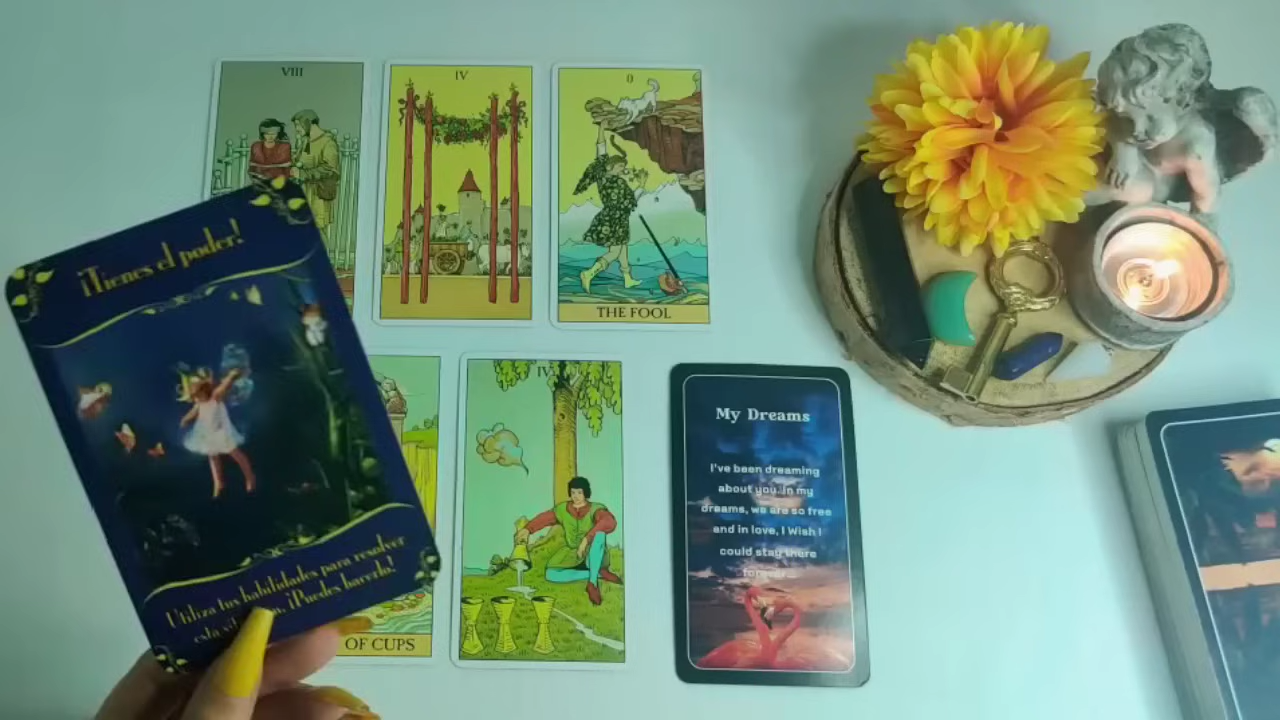 VIII
IV
0
THE FOOL
¡Tienes el poder!
Utiliza tus habilidades para resolver
esta ¡Puedes hacerlo!
OF CUPS
IV
My Dreams
I've been dreaming
about you. In my
dreams, we are so free
and in love, I Wish I
could stay there
forever...